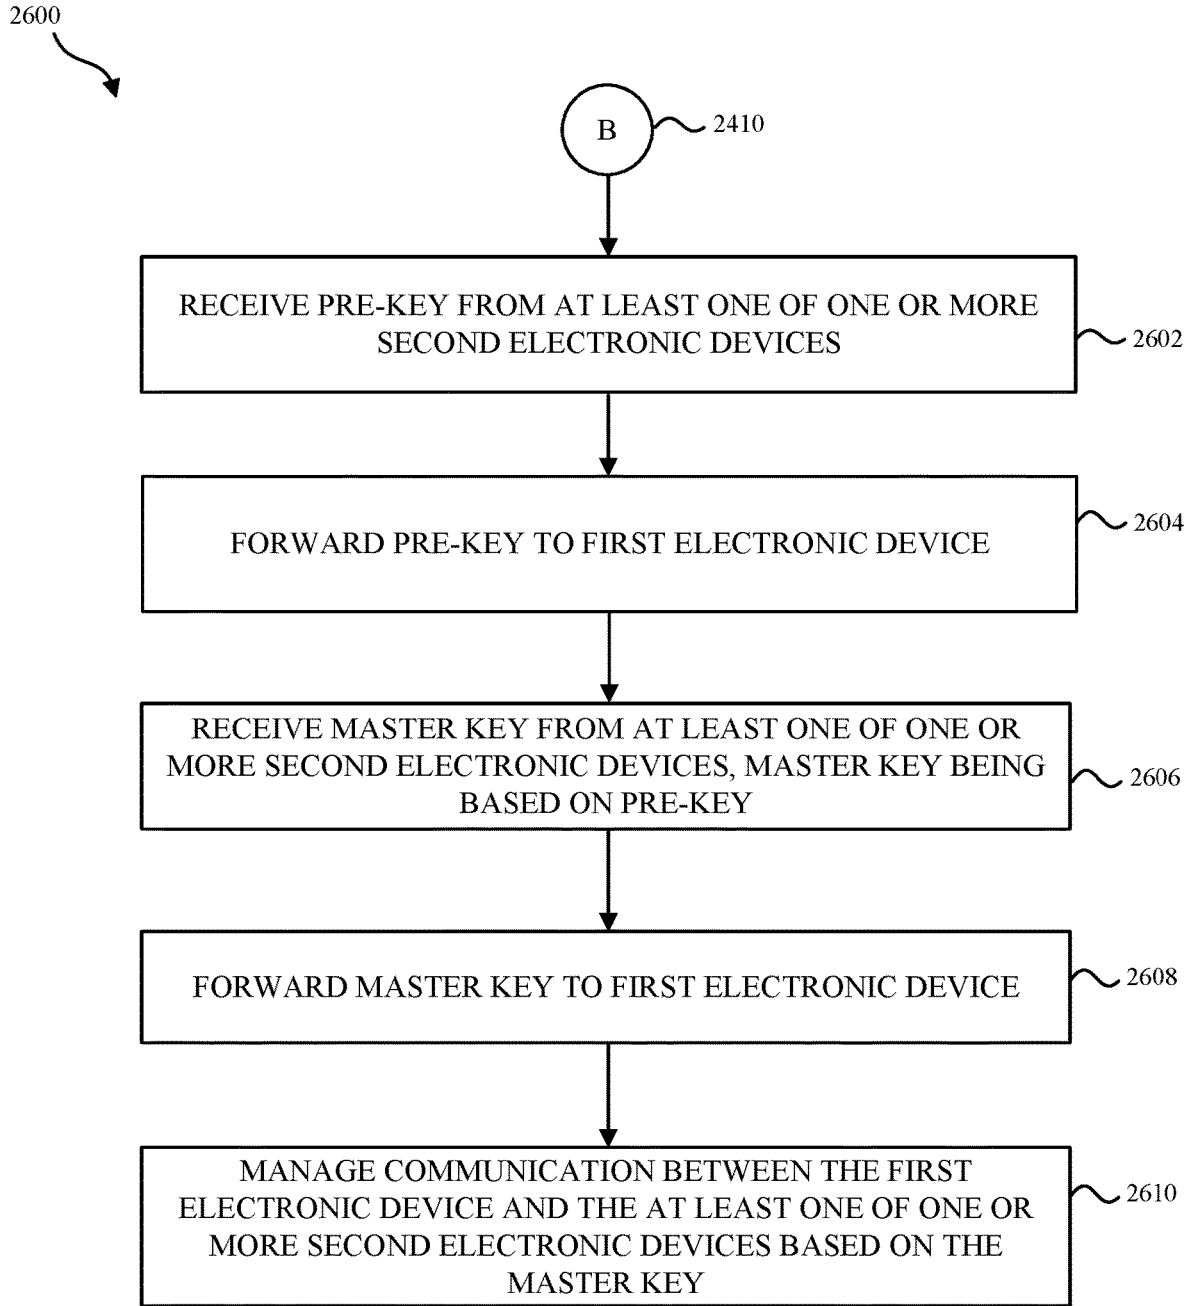 2600
B
2410
RECEIVE PRE-KEY FROM AT LEAST ONE OF ONE OR MORE
SECOND ELECTRONIC DEVICES
2602
FORWARD PRE-KEY TO FIRST ELECTRONIC DEVICE
2604
RECEIVE MASTER KEY FROM AT LEAST ONE OF ONE OR
MORE SECOND ELECTRONIC DEVICES, MASTER KEY BEING
BASED ON PRE-KEY
2606
FORWARD MASTER KEY TO FIRST ELECTRONIC DEVICE
2608
MANAGE COMMUNICATION BETWEEN THE FIRST
ELECTRONIC DEVICE AND THE AT LEAST ONE OF ONE OR
MORE SECOND ELECTRONIC DEVICES BASED ON THE
MASTER KEY
2610